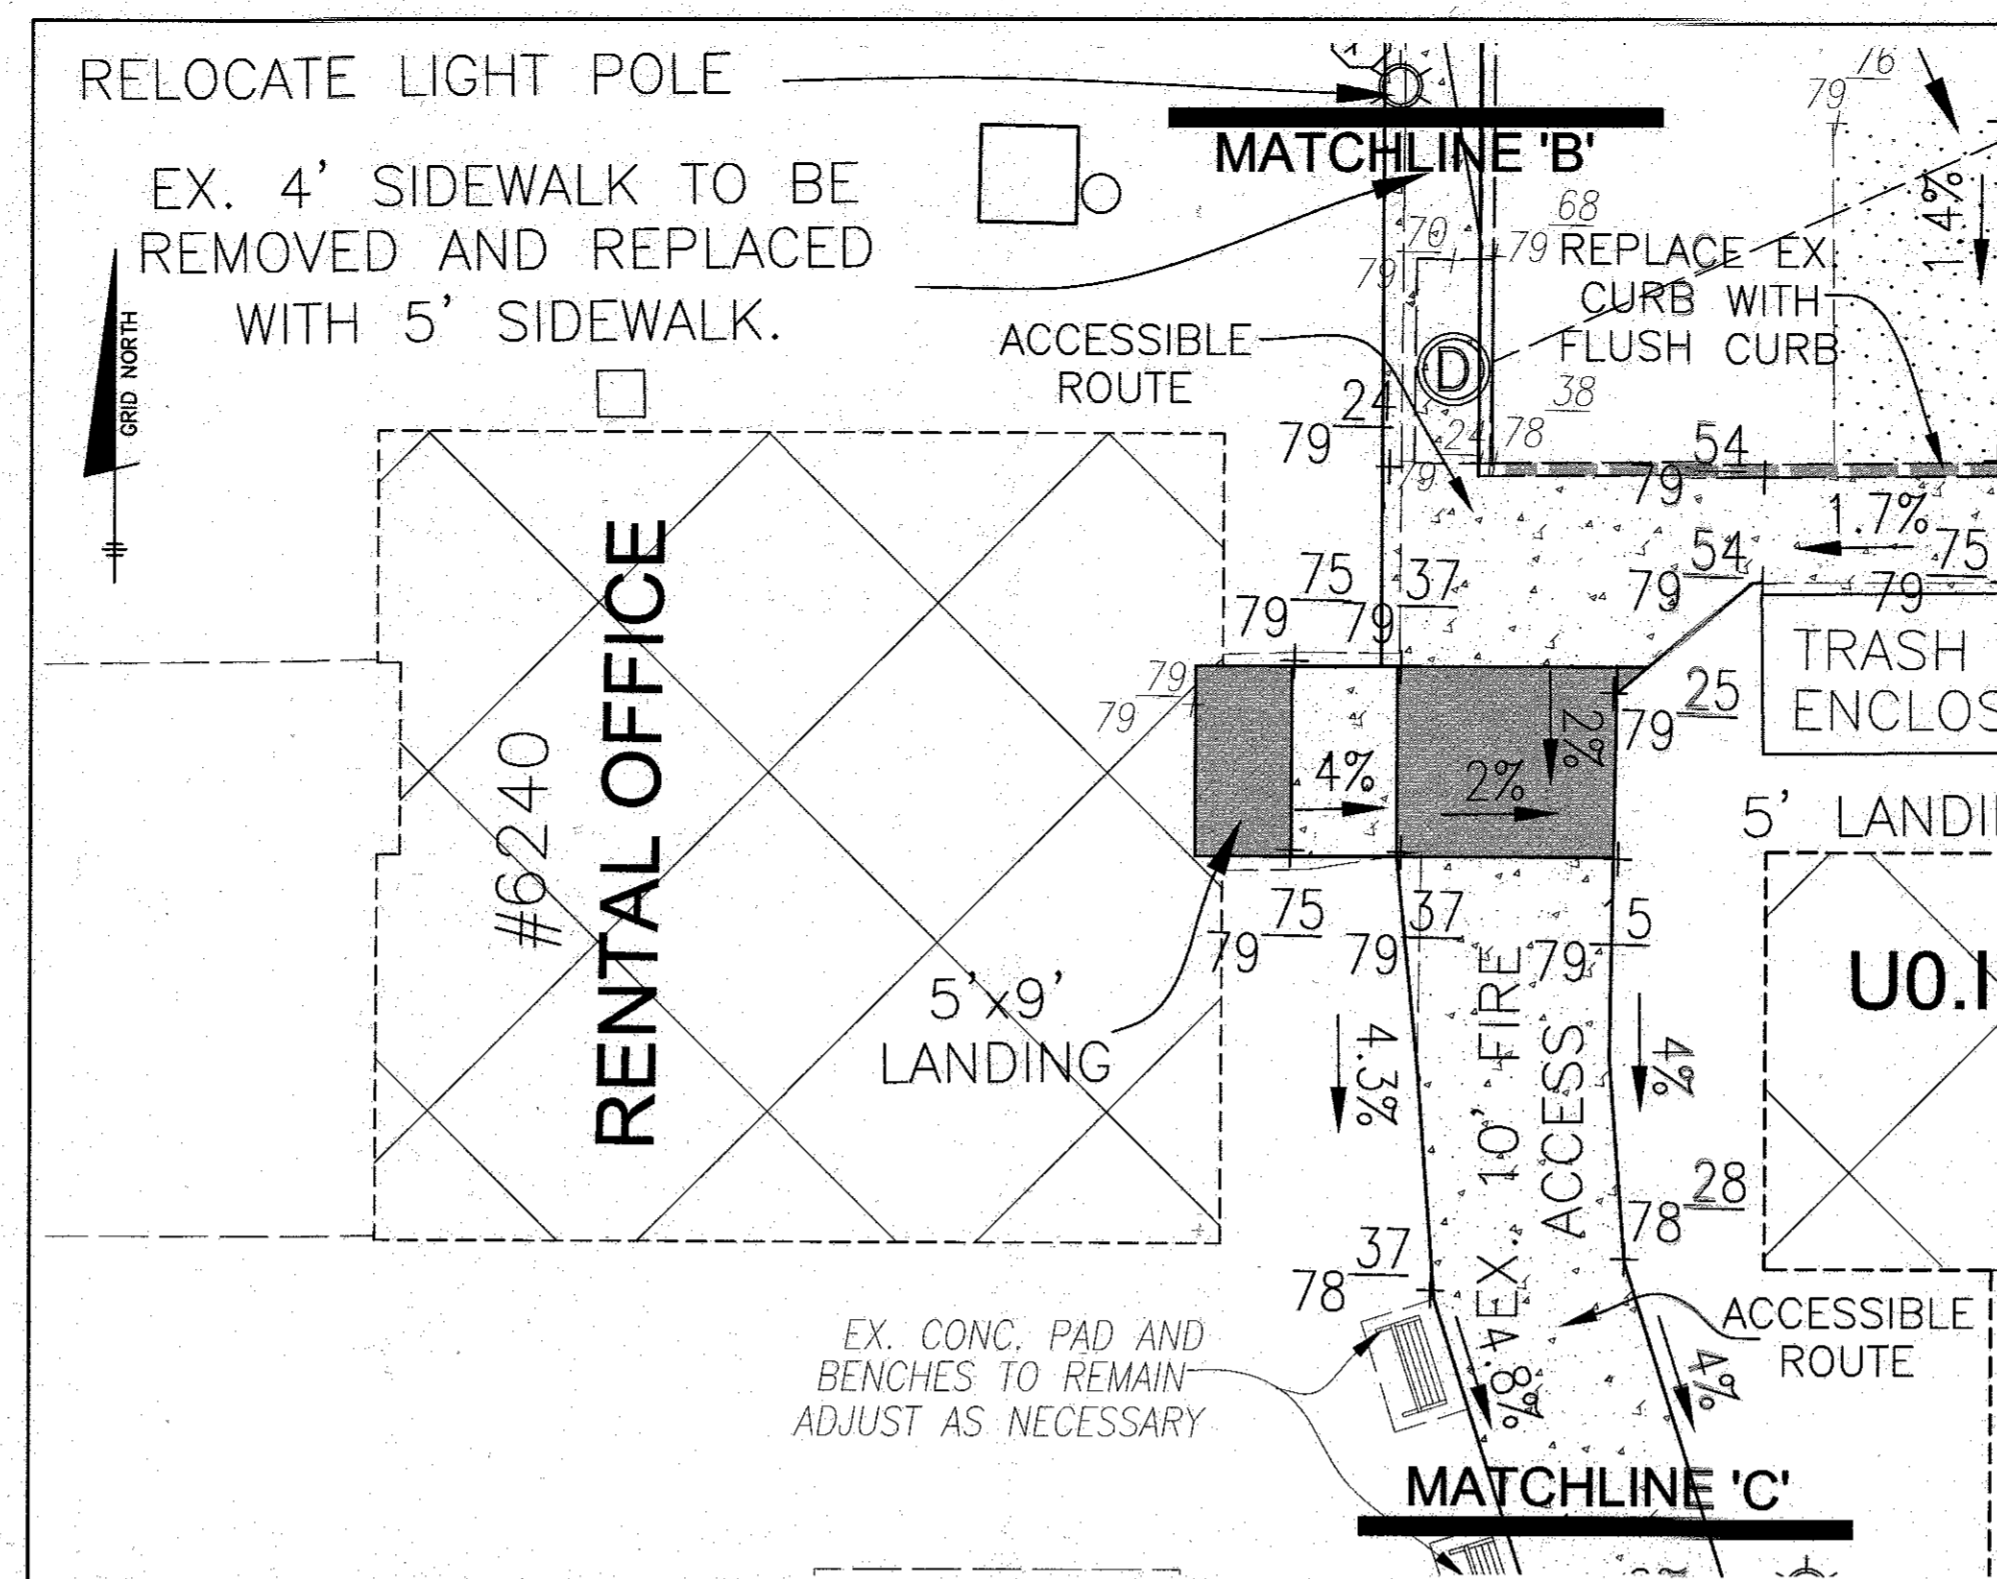 RELOCATE LIGHT POLE
MATCHLINE 'B'
EX. 4' SIDEWALK TO BE
REMOVED AND REPLACED
WITH 5' SIDEWALK.
GRID NORTH
79 76
1.4%
79 70
79 68
REPLACE EX.
CURB WITH
FLUSH CURB
ACCESSIBLE
ROUTE
D
79 24
79 24
78 38
79 54
1.7%
79 54
79 75
79 75
79 37
TRASH
79 79
79 25
#6240
RENTAL OFFICE
4%
2%
2%
5'
79 75
79 37
79 5
5'x9'
LANDING
4.3%
EX. 10' FIRE
ACCESS
4%
78 28
78 37
EX. CONC. PAD AND
BENCHES TO REMAIN
ADJUST AS NECESSARY
4.8%
4%
ACCESSIBLE
ROUTE
MATCHLINE 'C'